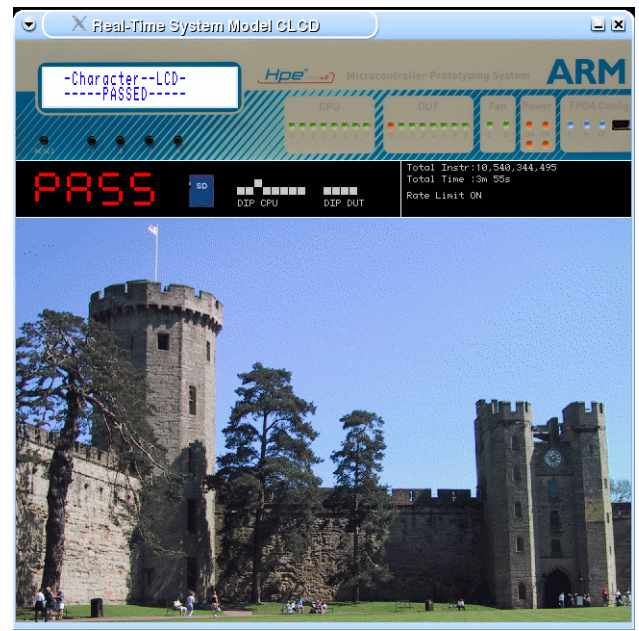 Real-Time System Model CLCD
-Character--LCD-
-----PASSED-----
Hpe
Microcontroller Prototyping System
ARM
CPU
OUT
Fan
Power
FPGA Config
RESET
PASS
SD
DIP CPU
DIP DUT
Total Instr:10,540,344,495
Total Time :3m 55s
Rate Limit ON